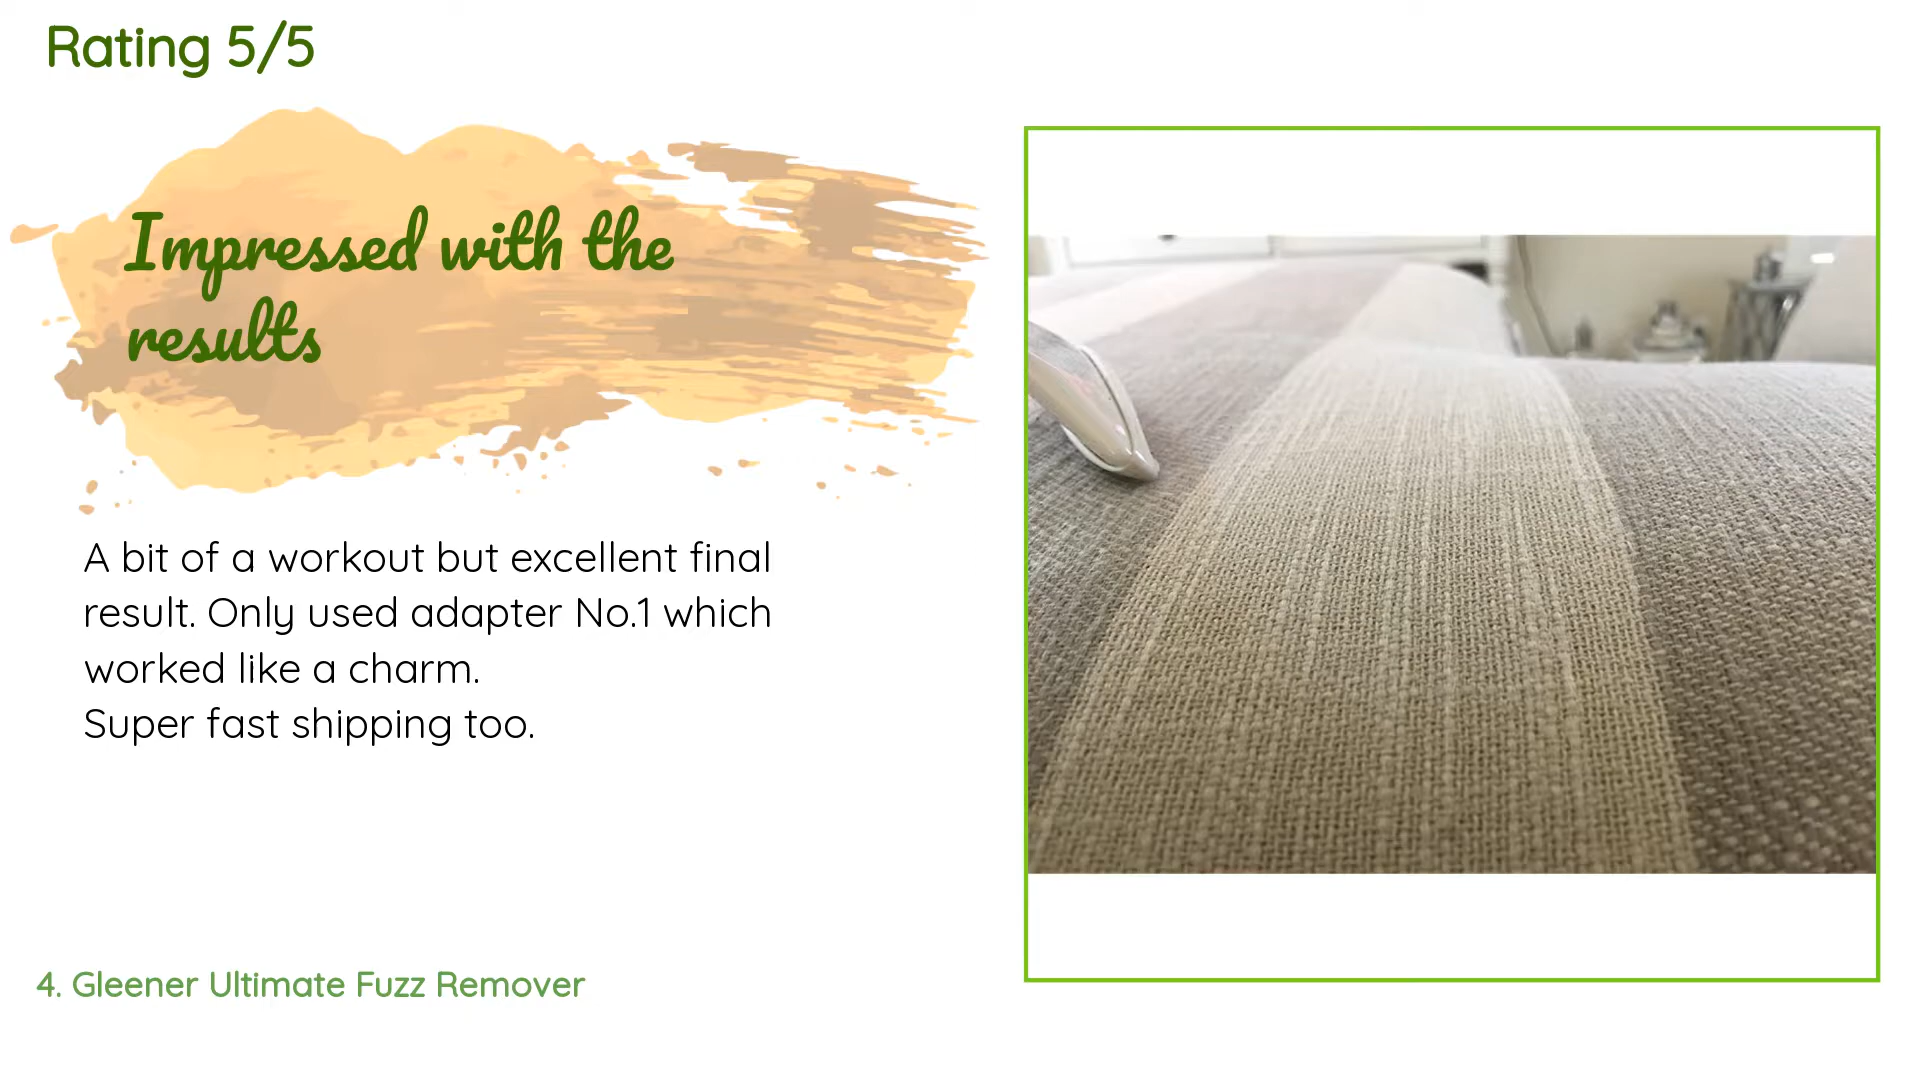 Rating 5/5
Impressed with the
results
A bit of a workout but excellent final
result. Only used adapter No.1 which
worked like a charm.
Super fast shipping too.
4. Gleener Ultimate Fuzz Remover